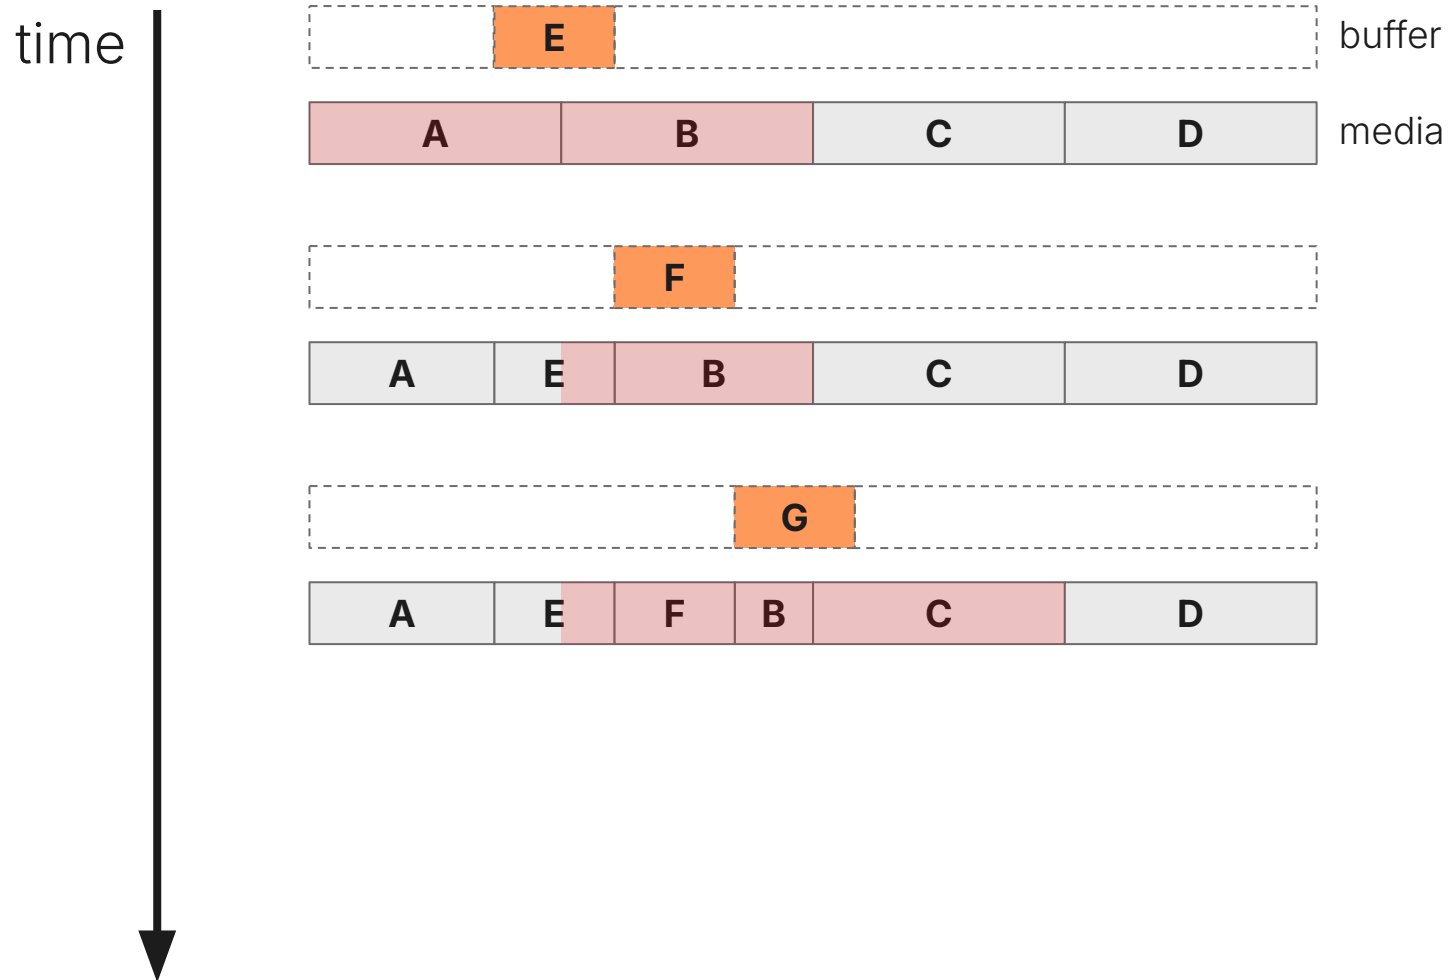 time
E
buffer
A B C D
media
F
A E B C D
G
A E F B C D